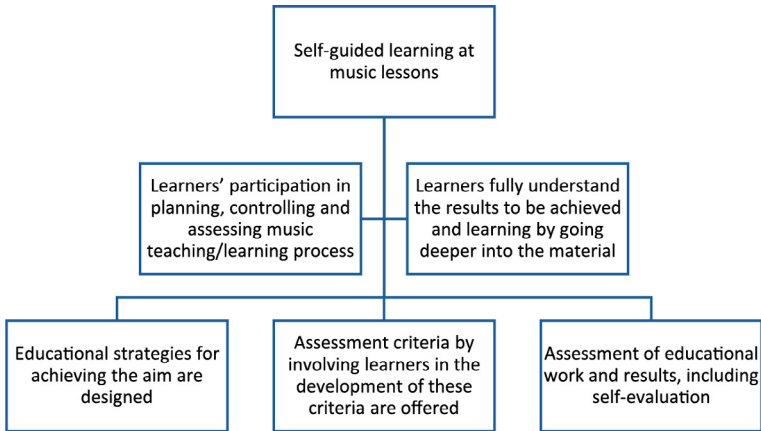 Self-guided learning at
music lessons
Learners’ participation in
planning, controlling and
assessing music
teaching/learning process
Learners fully understand
the results to be achieved
and learning by going
deeper into the material
Educational strategies for
achieving the aim are
designed
Assessment criteria by
involving learners in the
development of these
criteria are offered
Assessment of educational
work and results, including
self-evaluation